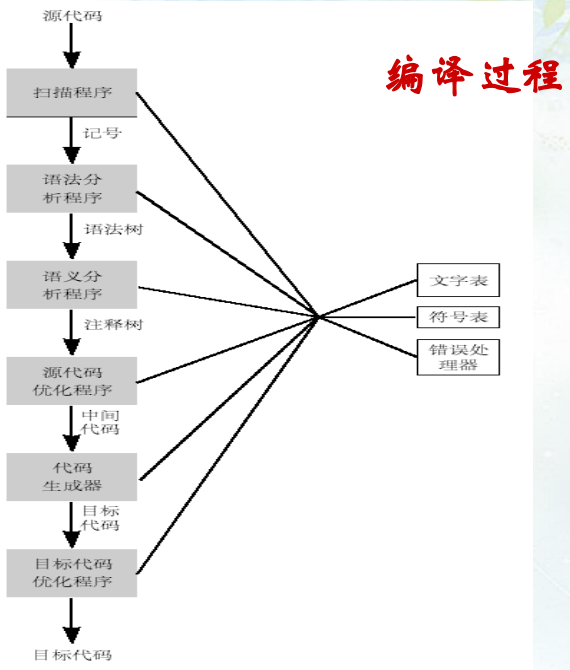 源代码
编译过程
扫描程序
记号
语法分
析程序
语法树
语义分
析程序
注释树
源代码
优化程序
中间
代码
代码
生成器
目标
代码
目标代码
优化程序
目标代码
文字表
符号表
错误处
理器